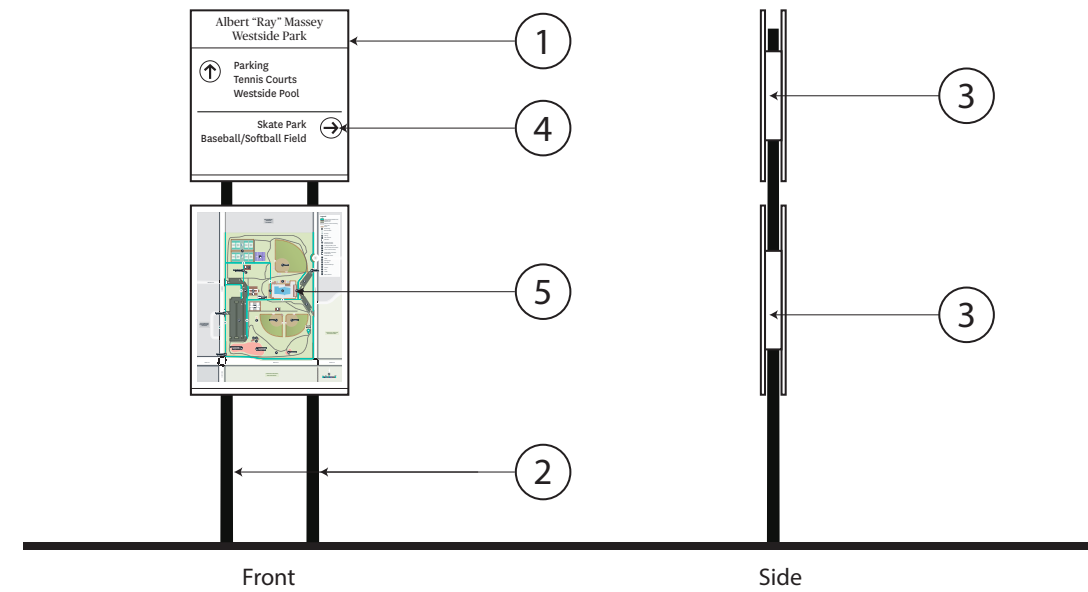 Albert “Ray” Massey
Westside Park
Parking
Tennis Courts
Westside Pool
Skate Park
Baseball/Softball Field
1
4
5
2
3
3
Front
Side